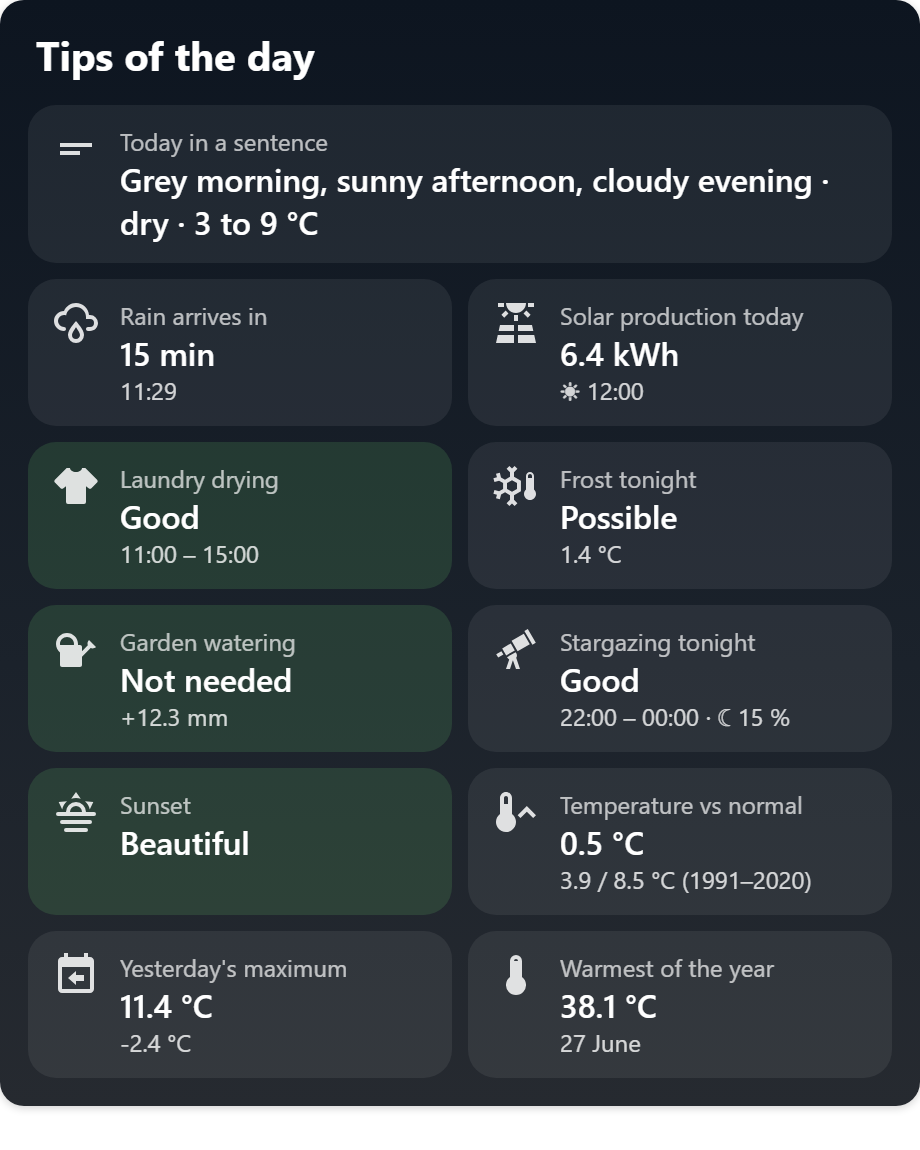 Tips of the day
Today in a sentence
Grey morning, sunny afternoon, cloudy evening ·
dry · 3 to 9 °C
Rain arrives in
15 min
11:29
Solar production today
6.4 kWh
☀ 12:00
Laundry drying
Good
11:00 – 15:00
Frost tonight
Possible
1.4 °C
Garden watering
Not needed
+12.3 mm
Stargazing tonight
Good
22:00 – 00:00 · ☾ 15 %
Sunset
Beautiful
Temperature vs normal
0.5 °C
3.9 / 8.5 °C (1991–2020)
Yesterday's maximum
11.4 °C
-2.4 °C
Warmest of the year
38.1 °C
27 June